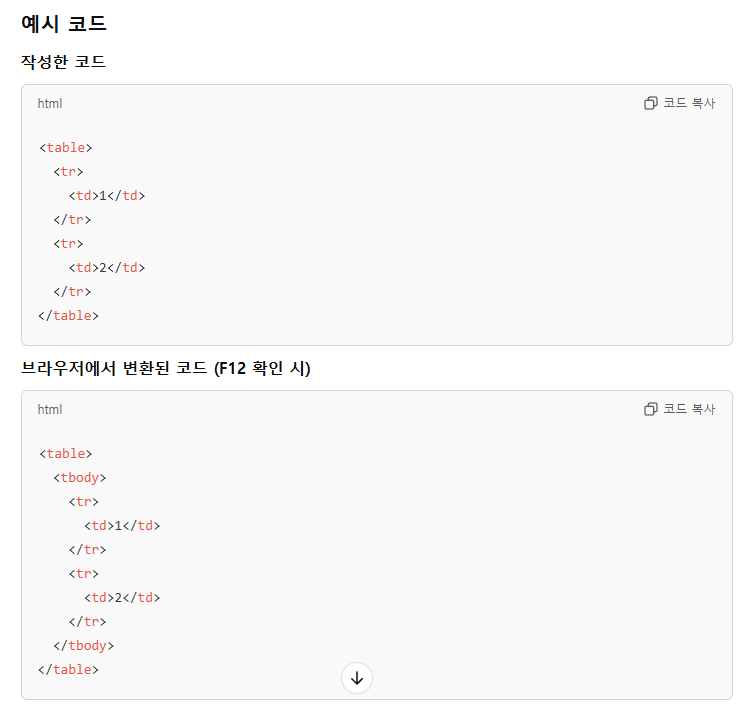 예시 코드
작성한 코드
html
코드 복사
<table>
  <tr>
    <td>1</td>
  </tr>
  <tr>
    <td>2</td>
  </tr>
</table>
브라우저에서 변환된 코드 (F12 확인 시)
html
코드 복사
<table>
  <tbody>
    <tr>
      <td>1</td>
    </tr>
    <tr>
      <td>2</td>
    </tr>
  </tbody>
</table>